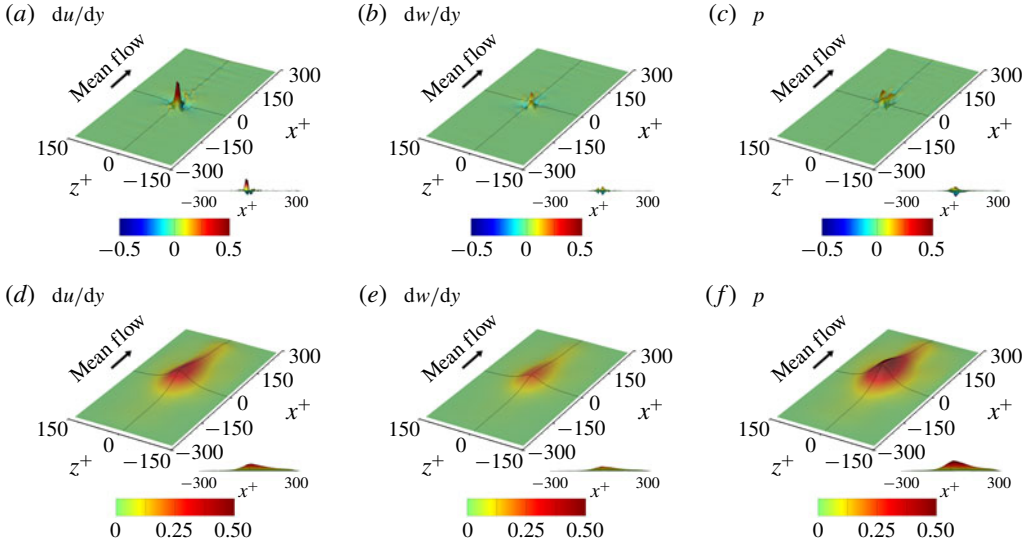 (a) du/dy
Mean flow
300
150
0
x⁺
−150
−300
150
0
−150
z⁺
−300 x⁺ 300
−0.5 0 0.5
(b) dw/dy
Mean flow
300
150
0
x⁺
−150
−300
150
0
−150
z⁺
−300 x⁺ 300
−0.5 0 0.5
(c) p
Mean flow
300
150
0
x⁺
−150
−300
150
0
−150
z⁺
−300 x⁺ 300
−0.5 0 0.5
(d) du/dy
Mean flow
300
150
0
x⁺
−150
−300
150
0
−150
z⁺
−300 x⁺ 300
0 0.25 0.50
(e) dw/dy
Mean flow
300
150
0
x⁺
−150
−300
150
0
−150
z⁺
−300 x⁺ 300
0 0.25 0.50
(f) p
Mean flow
300
150
0
x⁺
−150
−300
150
0
−150
z⁺
−300 x⁺ 300
0 0.25 0.50